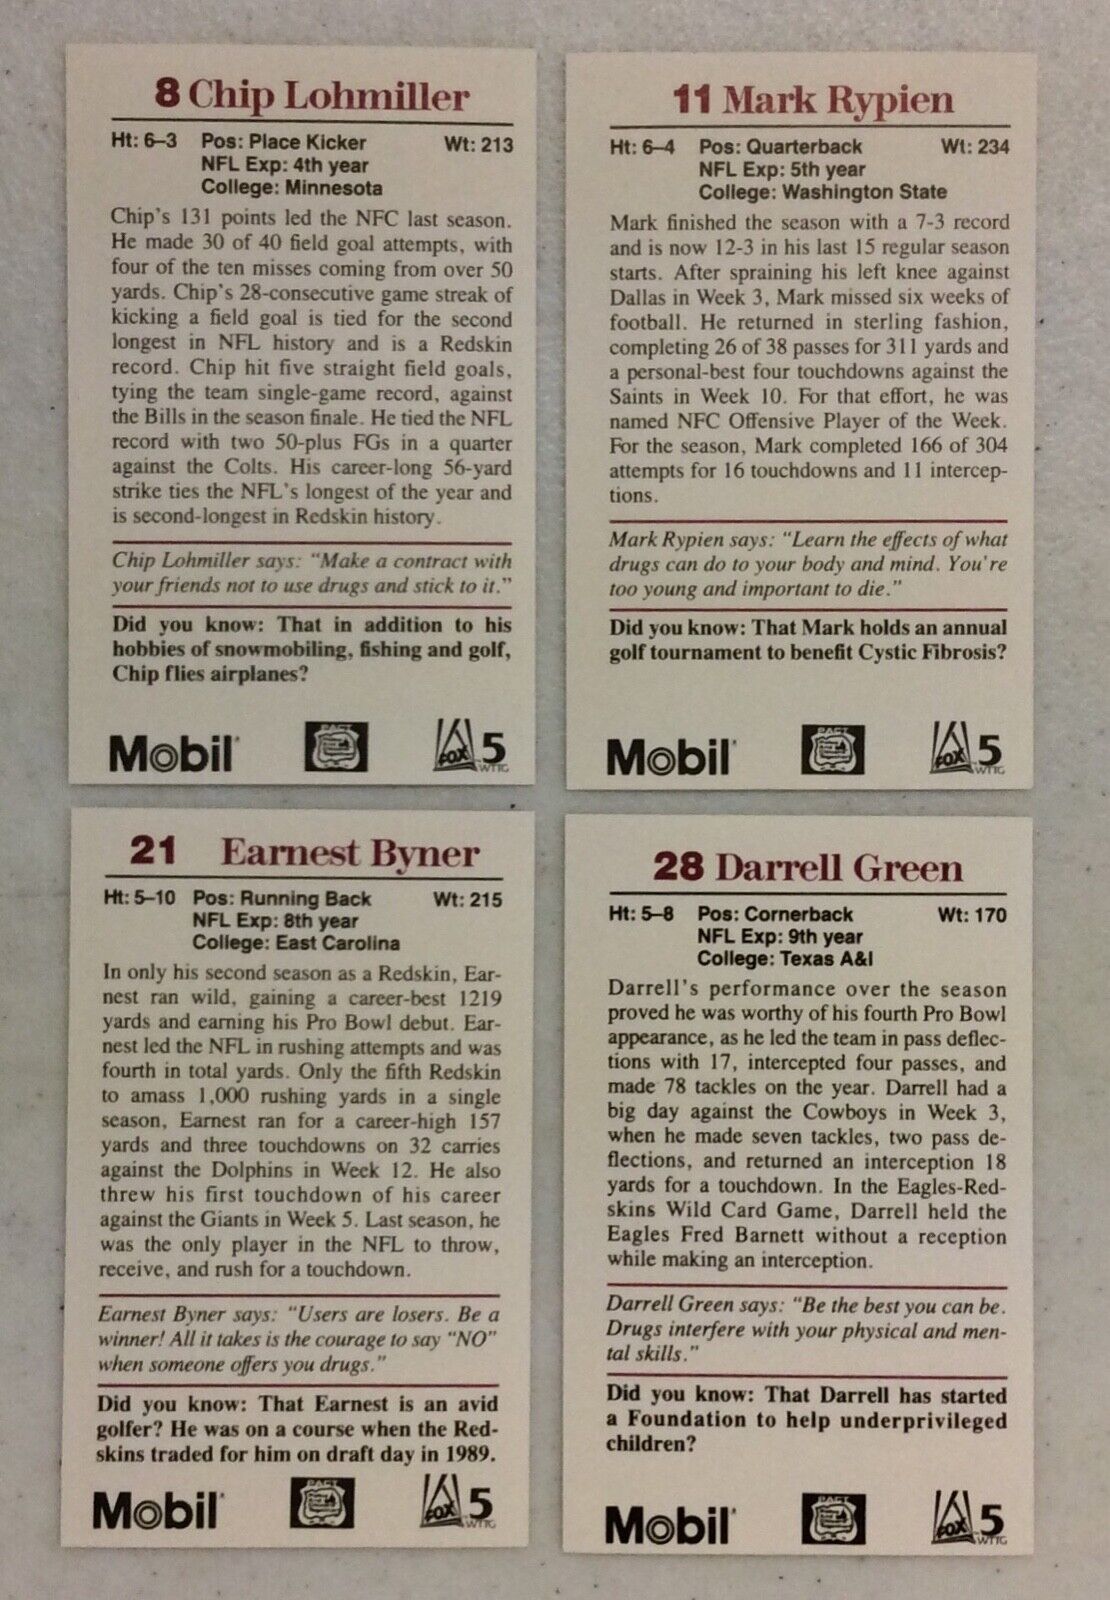 8 Chip Lohmiller
Ht: 6–3 Pos: Place Kicker Wt: 213
NFL Exp: 4th year
College: Minnesota
Chip's 131 points led the NFC last season.
He made 30 of 40 field goal attempts, with
four of the ten misses coming from over 50
yards. Chip's 28-consecutive game streak of
kicking a field goal is tied for the second
longest in NFL history and is a Redskin
record. Chip hit five straight field goals,
tying the team single-game record, against
the Bills in the season finale. He tied the NFL
record with two 50-plus FGs in a quarter
against the Colts. His career-long 56-yard
strike ties the NFL's longest of the year and
is second-longest in Redskin history.
Chip Lohmiller says: "Make a contract with
your friends not to use drugs and stick to it."
Did you know: That in addition to his
hobbies of snowmobiling, fishing and golf,
Chip flies airplanes?
Mobil PACT FOX 5 WTTG
11 Mark Rypien
Ht: 6–4 Pos: Quarterback Wt: 234
NFL Exp: 5th year
College: Washington State
Mark finished the season with a 7-3 record
and is now 12-3 in his last 15 regular season
starts. After spraining his left knee against
Dallas in Week 3, Mark missed six weeks of
football. He returned in sterling fashion,
completing 26 of 38 passes for 311 yards and
a personal-best four touchdowns against the
Saints in Week 10. For that effort, he was
named NFC Offensive Player of the Week.
For the season, Mark completed 166 of 304
attempts for 16 touchdowns and 11 intercep-
tions.
Mark Rypien says: "Learn the effects of what
drugs can do to your body and mind. You're
too young and important to die."
Did you know: That Mark holds an annual
golf tournament to benefit Cystic Fibrosis?
Mobil PACT FOX 5 WTTG
21 Earnest Byner
Ht: 5–10 Pos: Running Back Wt: 215
NFL Exp: 8th year
College: East Carolina
In only his second season as a Redskin, Ear-
nest ran wild, gaining a career-best 1219
yards and earning his Pro Bowl debut. Ear-
nest led the NFL in rushing attempts and was
fourth in total yards. Only the fifth Redskin
to amass 1,000 rushing yards in a single
season, Earnest ran for a career-high 157
yards and three touchdowns on 32 carries
against the Dolphins in Week 12. He also
threw his first touchdown of his career
against the Giants in Week 5. Last season, he
was the only player in the NFL to throw,
receive, and rush for a touchdown.
Earnest Byner says: "Users are losers. Be a
winner! All it takes is the courage to say "NO"
when someone offers you drugs."
Did you know: That Earnest is an avid
golfer? He was on a course when the Red-
skins traded for him on draft day in 1989.
Mobil PACT FOX 5 WTTG
28 Darrell Green
Ht: 5–8 Pos: Cornerback Wt: 170
NFL Exp: 9th year
College: Texas A&I
Darrell's performance over the season
proved he was worthy of his fourth Pro Bowl
appearance, as he led the team in pass deflec-
tions with 17, intercepted four passes, and
made 78 tackles on the year. Darrell had a
big day against the Cowboys in Week 3,
when he made seven tackles, two pass de-
flections, and returned an interception 18
yards for a touchdown. In the Eagles-Red-
skins Wild Card Game, Darrell held the
Eagles Fred Barnett without a reception
while making an interception.
Darrell Green says: "Be the best you can be.
Drugs interfere with your physical and men-
tal skills."
Did you know: That Darrell has started
a Foundation to help underprivileged
children?
Mobil PACT FOX 5 WTTG